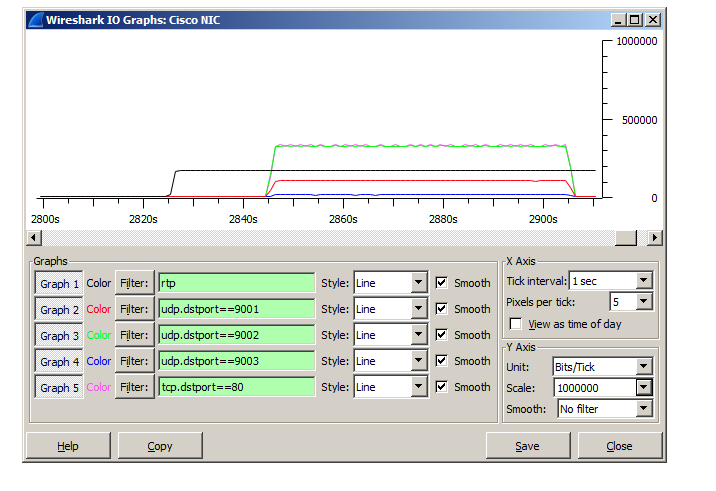 Wireshark IO Graphs: Cisco NIC
1000000
500000
0
2800s 2820s 2840s 2860s 2880s 2900s
Graphs
Graph 1 Color Filter: rtp Style: Line Smooth
Graph 2 Color Filter: udp.dstport==9001 Style: Line Smooth
Graph 3 Color Filter: udp.dstport==9002 Style: Line Smooth
Graph 4 Color Filter: udp.dstport==9003 Style: Line Smooth
Graph 5 Color Filter: tcp.dstport==80 Style: Line Smooth
X Axis
Tick interval: 1 sec
Pixels per tick: 5
View as time of day
Y Axis
Unit: Bits/Tick
Scale: 1000000
Smooth: No filter
Help Copy Save Close